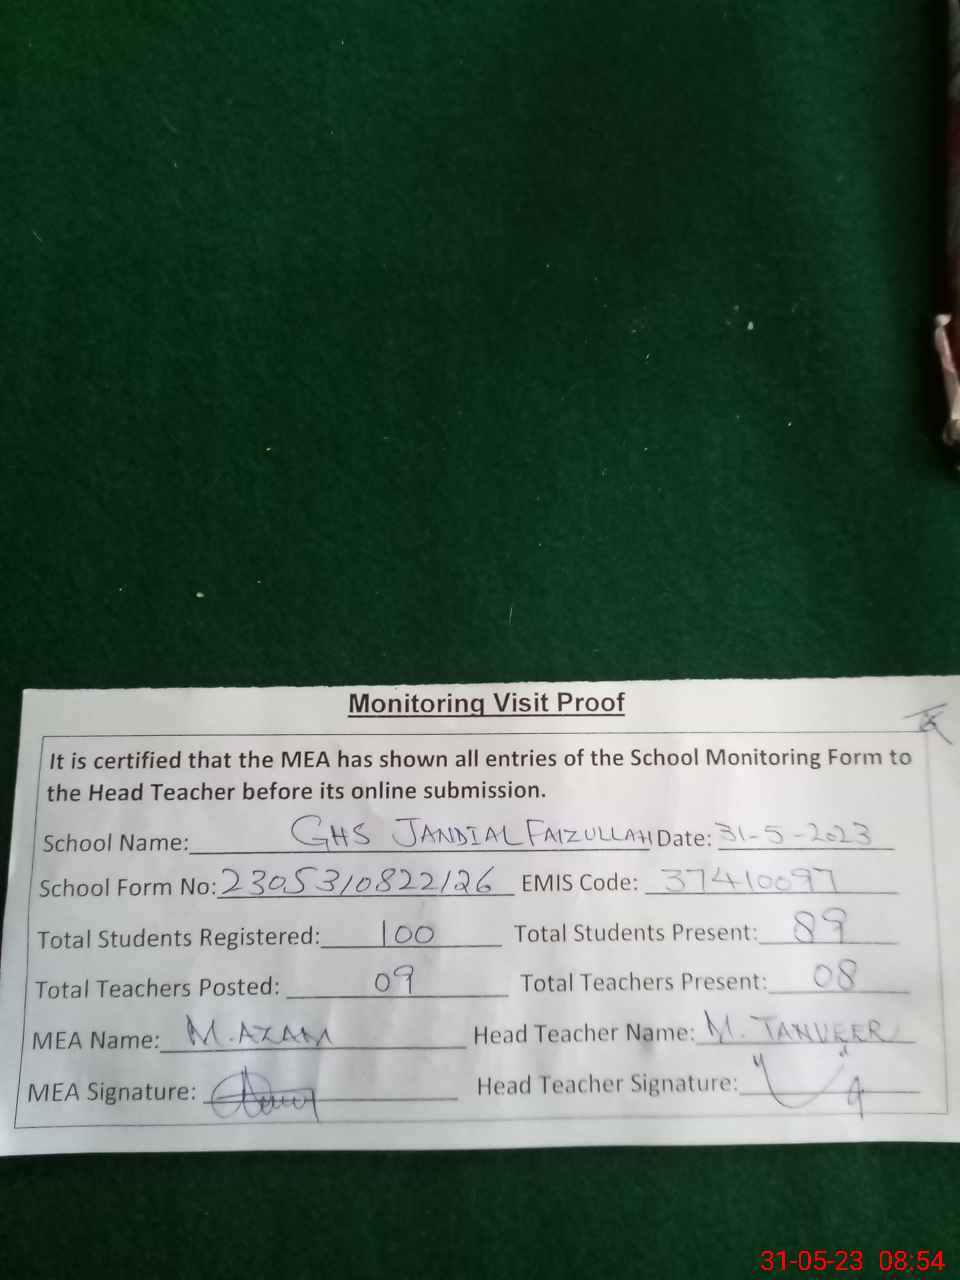 Monitoring Visit Proof
It is certified that the MEA has shown all entries of the School Monitoring Form to
the Head Teacher before its online submission.
School Name: GHS JANDIAL FAIZULLAH Date: 31-5-2023
School Form No: 2305310822126 EMIS Code: 37410097
Total Students Registered: 100 Total Students Present: 89
Total Teachers Posted: 09 Total Teachers Present: 08
MEA Name: M.AZAM Head Teacher Name: M. TANVEER
MEA Signature: Head Teacher Signature:
31-05-23 08:54